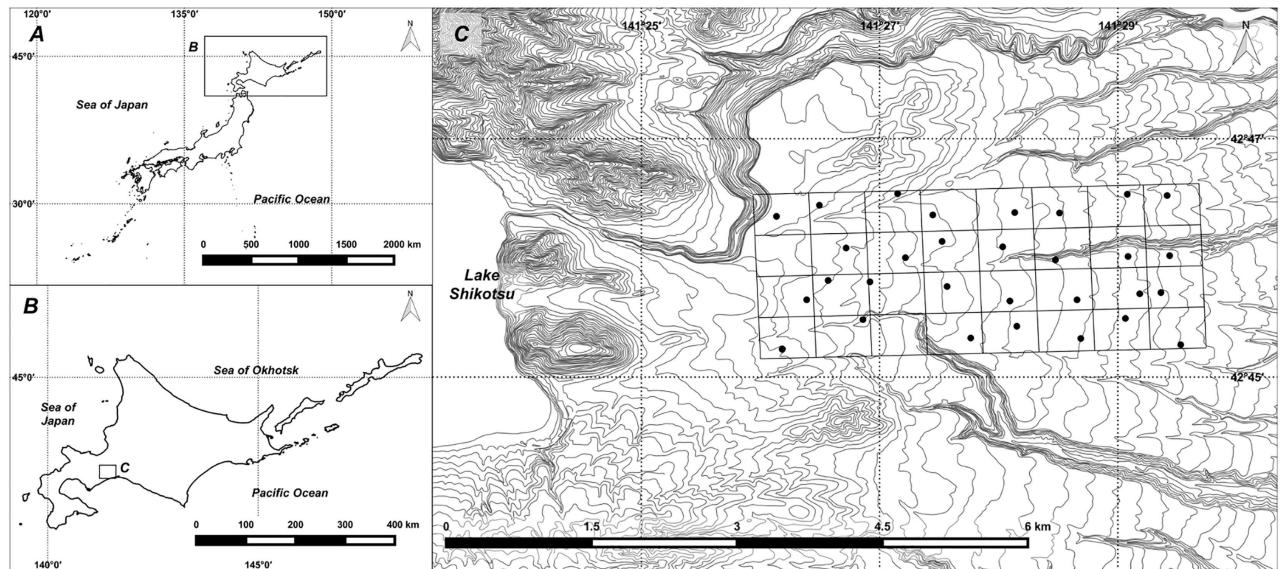 120°0'
135°0'
150°0'
A
N
B
45°0'
Sea of Japan
30°0'
Pacific Ocean
0 500 1000 1500 2000 km
B
N
Sea of Okhotsk
45°0'
Sea of
Japan
C
Pacific Ocean
0 100 200 300 400 km
140°0'
145°0'
C
141°25'
141°27'
141°29'
N
42°47'
Lake
Shikotsu
42°45'
0 1.5 3 4.5 6 km